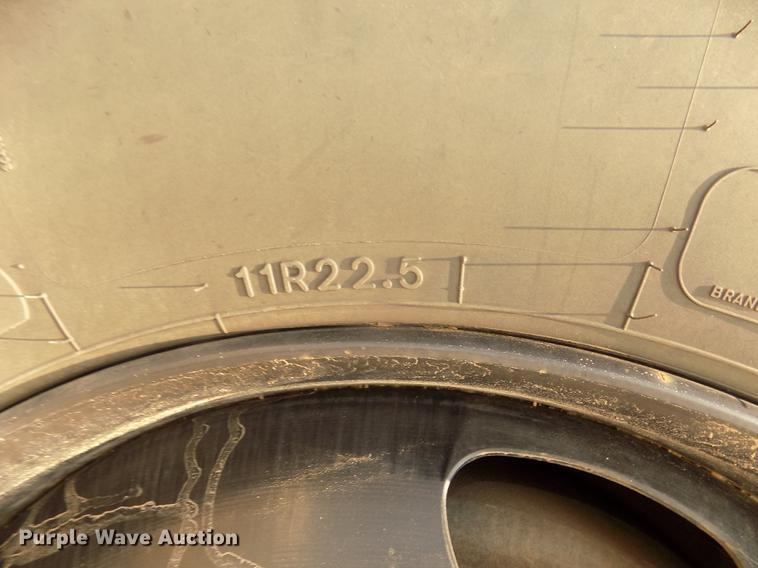 11R22.5
BRAN
Purple Wave Auction